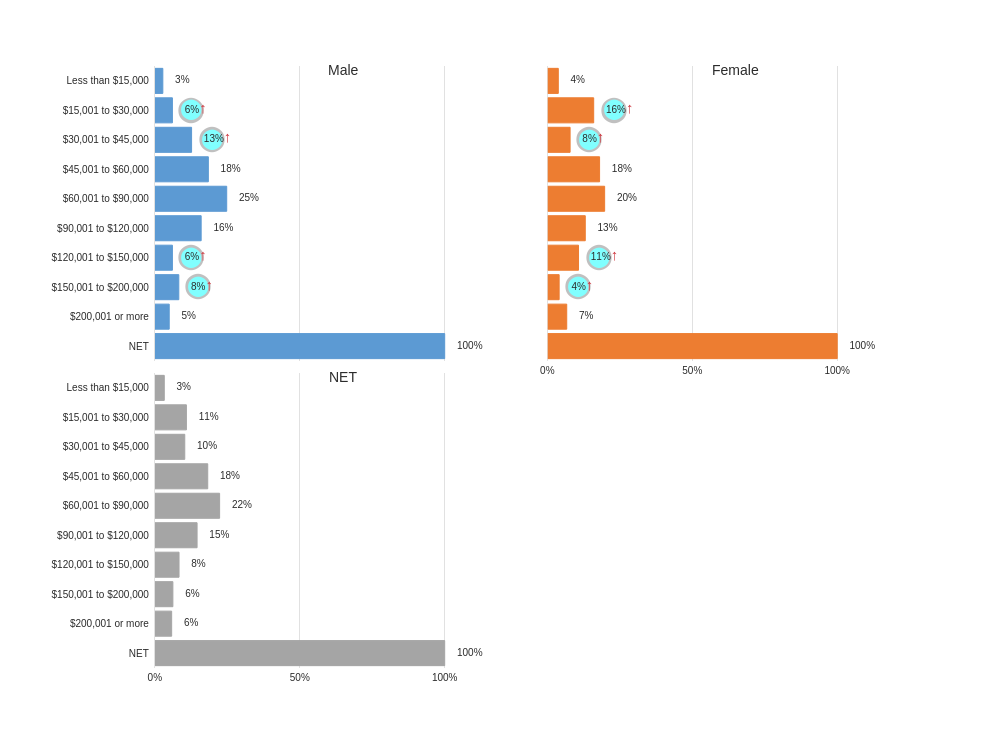 Male
Less than $15,000 3%
$15,001 to $30,000 6%↑
$30,001 to $45,000 13%↑
$45,001 to $60,000 18%
$60,001 to $90,000 25%
$90,001 to $120,000 16%
$120,001 to $150,000 6%↑
$150,001 to $200,000 8%↑
$200,001 or more 5%
NET 100%
Female
4%
16%↑
8%↑
18%
20%
13%
11%↑
4%↑
7%
100%
0% 50% 100%
NET
Less than $15,000 3%
$15,001 to $30,000 11%
$30,001 to $45,000 10%
$45,001 to $60,000 18%
$60,001 to $90,000 22%
$90,001 to $120,000 15%
$120,001 to $150,000 8%
$150,001 to $200,000 6%
$200,001 or more 6%
NET 100%
0% 50% 100%